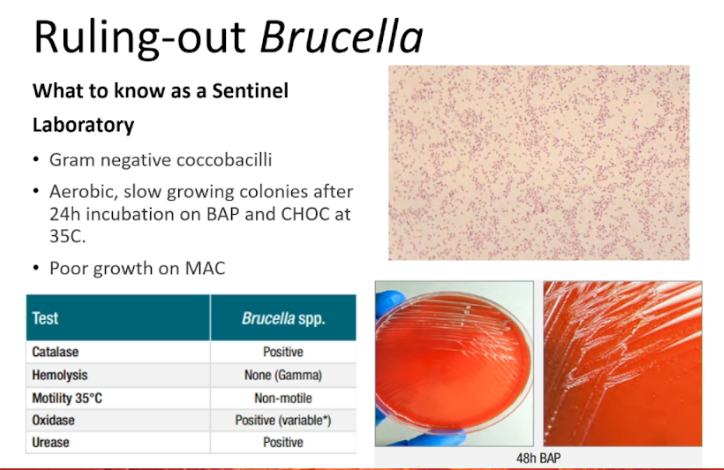 Ruling-out Brucella
What to know as a Sentinel
Laboratory
• Gram negative coccobacilli
• Aerobic, slow growing colonies after
24h incubation on BAP and CHOC at
35C.
• Poor growth on MAC
Test Brucella spp.
Catalase Positive
Hemolysis None (Gamma)
Motility 35°C Non-motile
Oxidase Positive (variable*)
Urease Positive
48h BAP